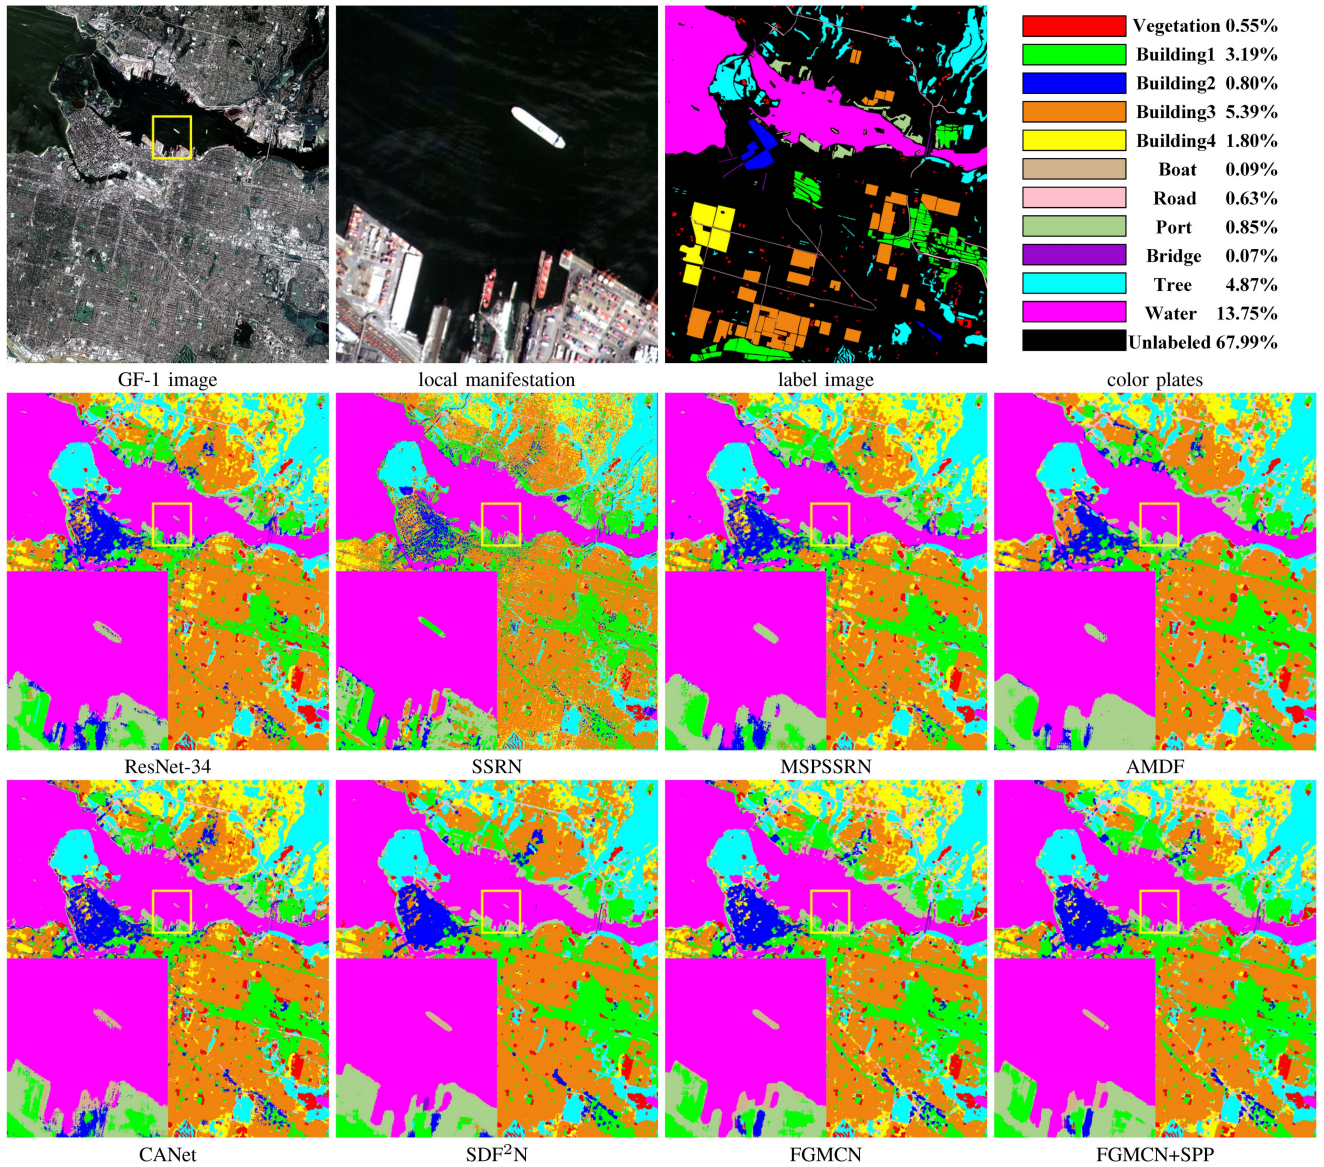 Vegetation 0.55%
Building1 3.19%
Building2 0.80%
Building3 5.39%
Building4 1.80%
Boat 0.09%
Road 0.63%
Port 0.85%
Bridge 0.07%
Tree 4.87%
Water 13.75%
Unlabeled 67.99%
GF-1 image
local manifestation
label image
color plates
ResNet-34
SSRN
MSPSSRN
AMDF
CANet
SDF²N
FGMCN
FGMCN+SPP